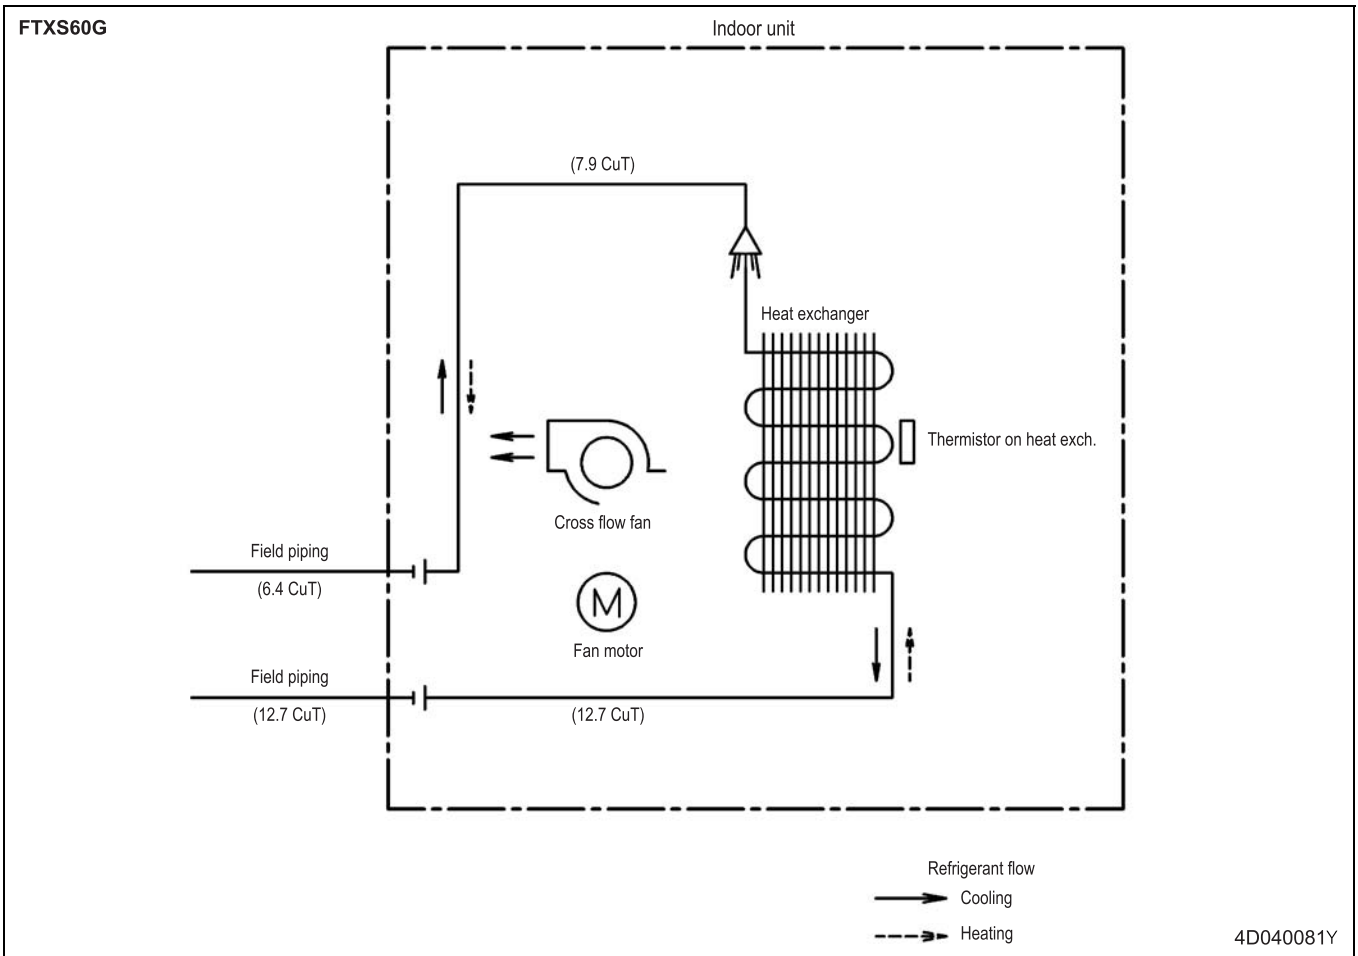 FTXS60G
Indoor unit
(7.9 CuT)
Heat exchanger
Thermistor on heat exch.
Cross flow fan
Field piping
(6.4 CuT)
M
Fan motor
Field piping
(12.7 CuT)
(12.7 CuT)
Refrigerant flow
Cooling
Heating
4D040081Y